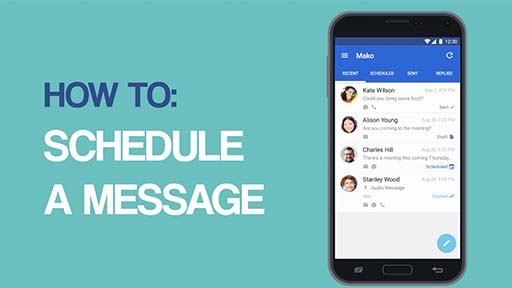 HOW TO:
SCHEDULE
A MESSAGE
12:30
Mako
RECENT SCHEDULED SENT REPLIED
Kate Wilson
Could you bring some food?
Sent
Alison Young
Are you coming to the meeting?
Draft
Charles Hill
There's a meeting this coming Thursday...
Scheduled
Stanley Wood
Audio Message
Replied